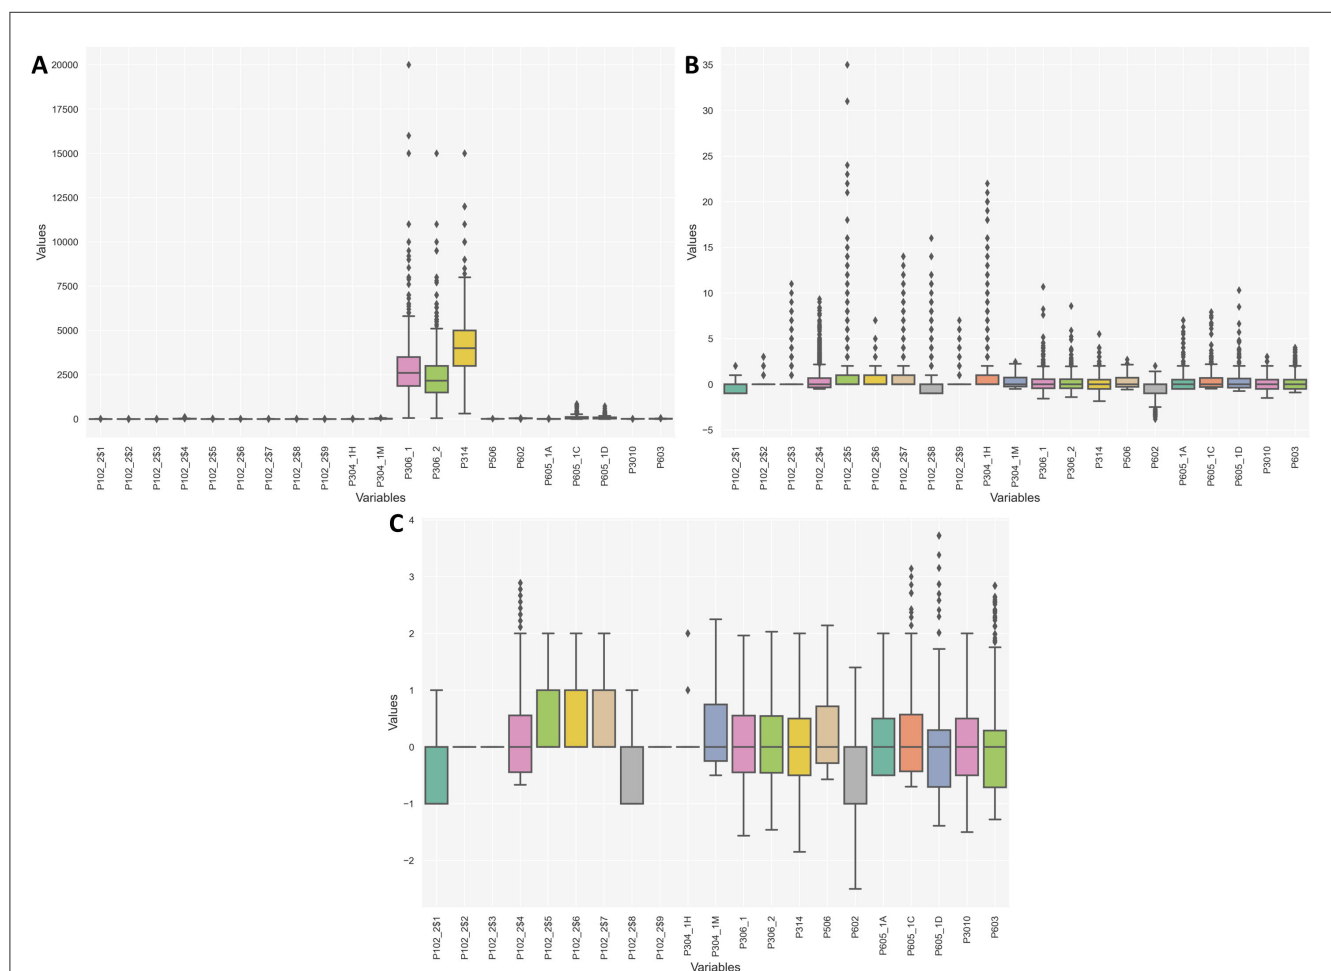 A
20000
17500
15000
12500
10000
7500
5000
2500
0
Values
P102_2$1
P102_2$2
P102_2$3
P102_2$4
P102_2$5
P102_2$6
P102_2$7
P102_2$8
P102_2$9
P304_1H
P304_1M
P306_1
P306_2
P314
P506
P602
P605_1A
P605_1C
P605_1D
P3010
P603
Variables
B
35
30
25
20
15
10
5
0
−5
Values
P102_2$1
P102_2$2
P102_2$3
P102_2$4
P102_2$5
P102_2$6
P102_2$7
P102_2$8
P102_2$9
P304_1H
P304_1M
P306_1
P306_2
P314
P506
P602
P605_1A
P605_1C
P605_1D
P3010
P603
Variables
C
4
3
2
1
0
−1
−2
Values
P102_2$1
P102_2$2
P102_2$3
P102_2$4
P102_2$5
P102_2$6
P102_2$7
P102_2$8
P102_2$9
P304_1H
P304_1M
P306_1
P306_2
P314
P506
P602
P605_1A
P605_1C
P605_1D
P3010
P603
Variables